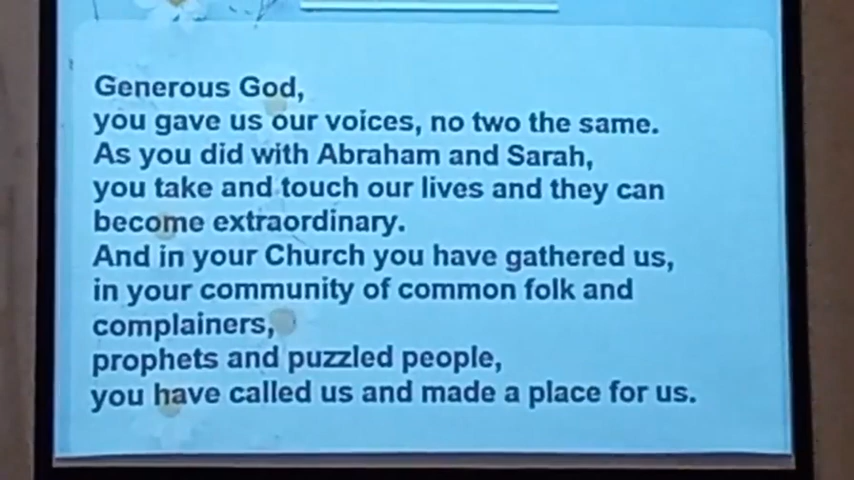 Generous God,
you gave us our voices, no two the same.
As you did with Abraham and Sarah,
you take and touch our lives and they can
become extraordinary.
And in your Church you have gathered us,
in your community of common folk and
complainers,
prophets and puzzled people,
you have called us and made a place for us.